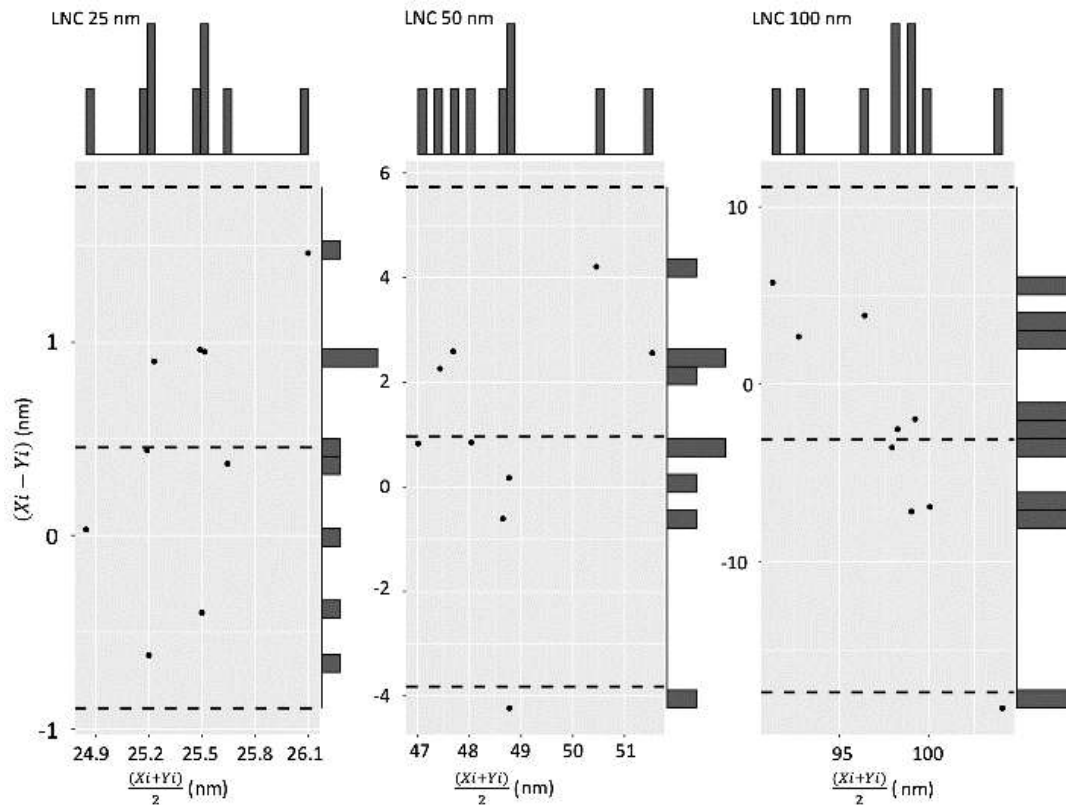 LNC 25 nm
LNC 50 nm
LNC 100 nm
(Xi − Yi) (nm)
1
0
-1
24.9 25.2 25.5 25.8 26.1
(Xi+Yi)/2 (nm)
6
4
2
0
-2
-4
47 48 49 50 51
(Xi+Yi)/2 (nm)
10
0
-10
95 100
(Xi+Yi)/2 (nm)